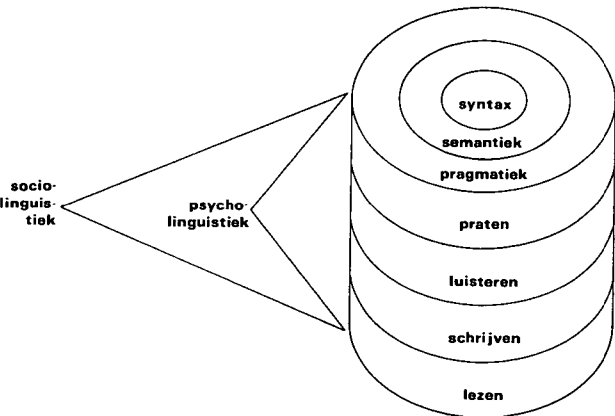 syntax
semantiek
pragmatiek
socio-
linguis-
tiek
psycho-
linguistiek
praten
luisteren
schrijven
lezen